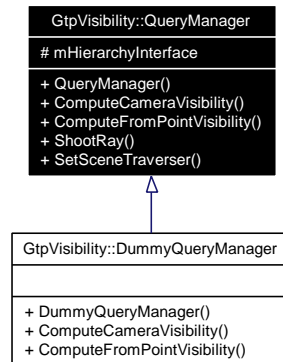 GtpVisibility::QueryManager
# mHierarchyInterface
+ QueryManager()
+ ComputeCameraVisibility()
+ ComputeFromPointVisibility()
+ ShootRay()
+ SetSceneTraverser()
GtpVisibility::DummyQueryManager
+ DummyQueryManager()
+ ComputeCameraVisibility()
+ ComputeFromPointVisibility()